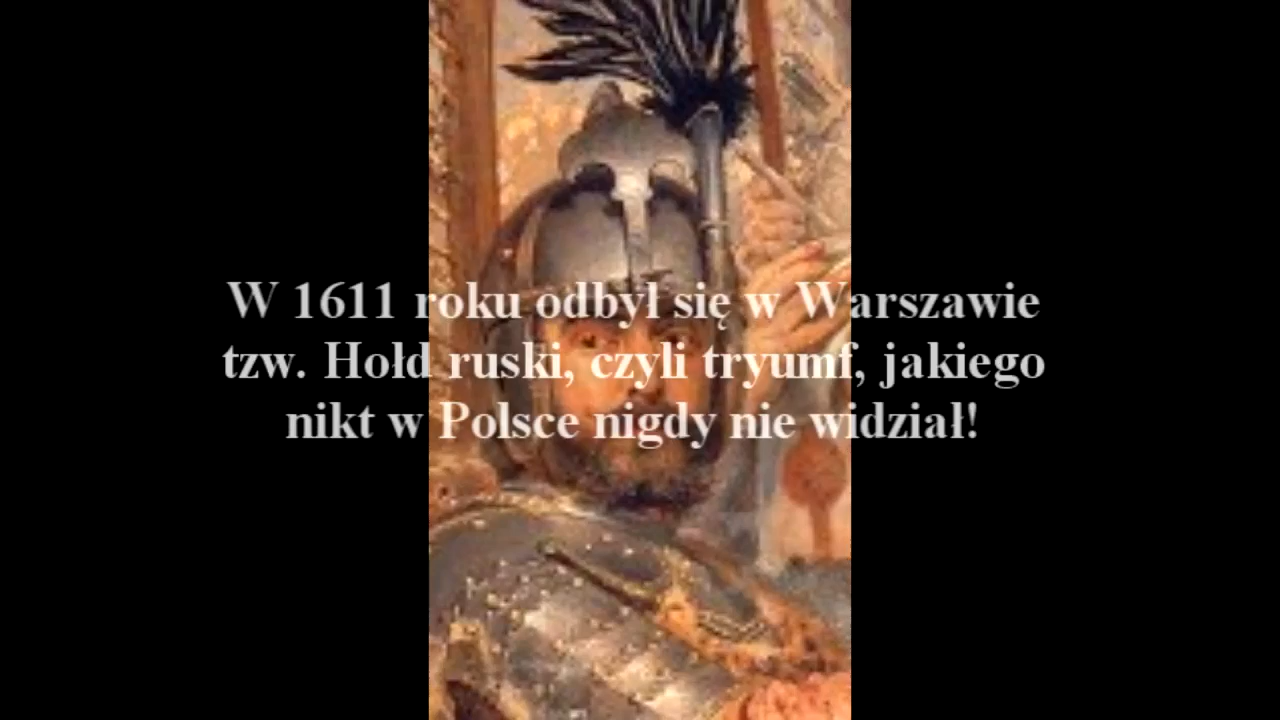 W 1611 roku odbył się w Warszawie
tzw. Hołd ruski, czyli tryumf, jakiego
nikt w Polsce nigdy nie widział!